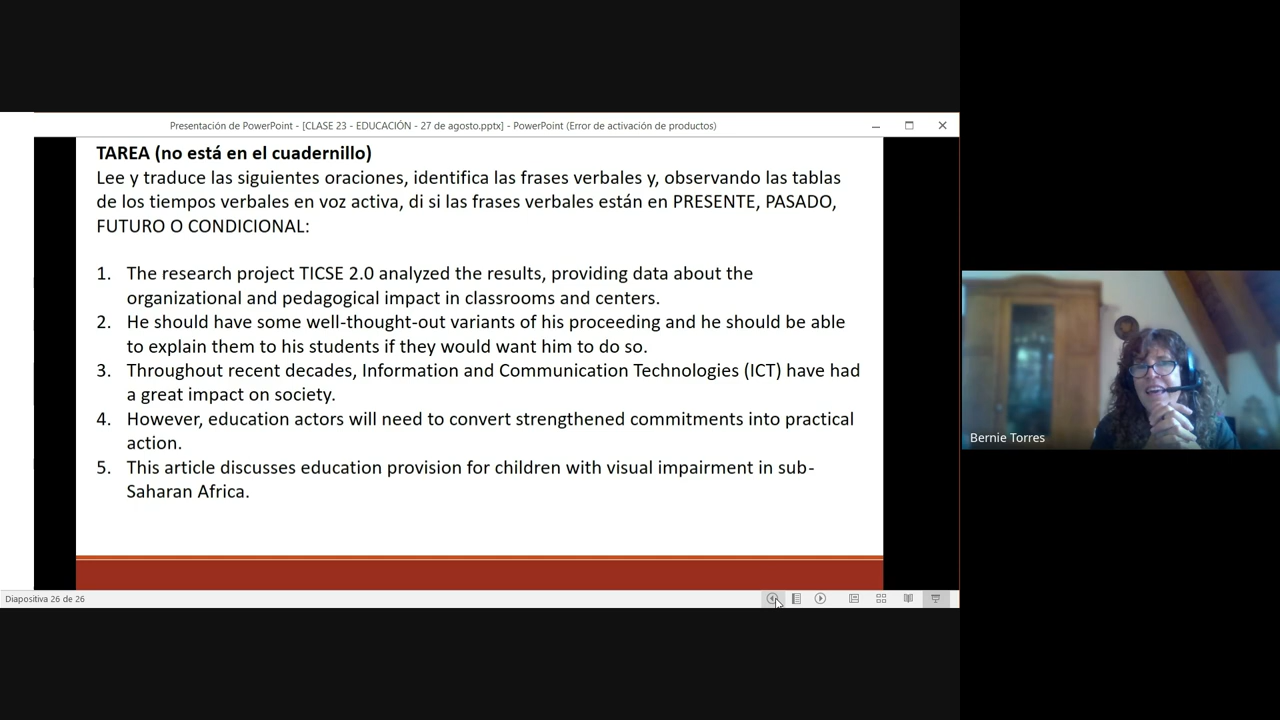 Presentación de PowerPoint - [CLASE 23 - EDUCACIÓN - 27 de agosto.pptx] - PowerPoint (Error de activación de productos)
TAREA (no está en el cuadernillo)
Lee y traduce las siguientes oraciones, identifica las frases verbales y, observando las tablas
de los tiempos verbales en voz activa, di si las frases verbales están en PRESENTE, PASADO,
FUTURO O CONDICIONAL:
1. The research project TICSE 2.0 analyzed the results, providing data about the
organizational and pedagogical impact in classrooms and centers.
2. He should have some well-thought-out variants of his proceeding and he should be able
to explain them to his students if they would want him to do so.
3. Throughout recent decades, Information and Communication Technologies (ICT) have had
a great impact on society.
4. However, education actors will need to convert strengthened commitments into practical
action.
5. This article discusses education provision for children with visual impairment in sub-
Saharan Africa.
Bernie Torres
Diapositiva 26 de 26